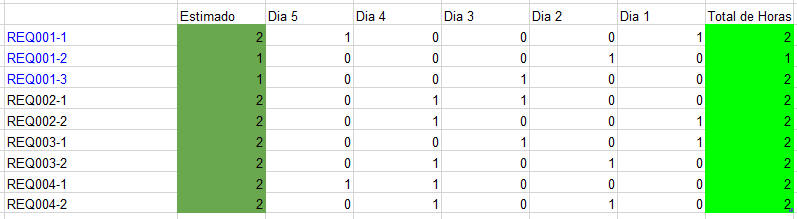 Estimado Dia 5 Dia 4 Dia 3 Dia 2 Dia 1 Total de Horas
REQ001-1 2 1 0 0 0 1 2
REQ001-2 1 0 0 0 1 0 1
REQ001-3 1 0 0 1 0 0 2
REQ002-1 2 0 1 1 0 0 2
REQ002-2 2 0 1 0 0 1 2
REQ003-1 2 0 0 1 0 1 2
REQ003-2 2 0 1 0 1 0 2
REQ004-1 2 1 1 0 0 0 2
REQ004-2 2 0 1 0 1 0 2